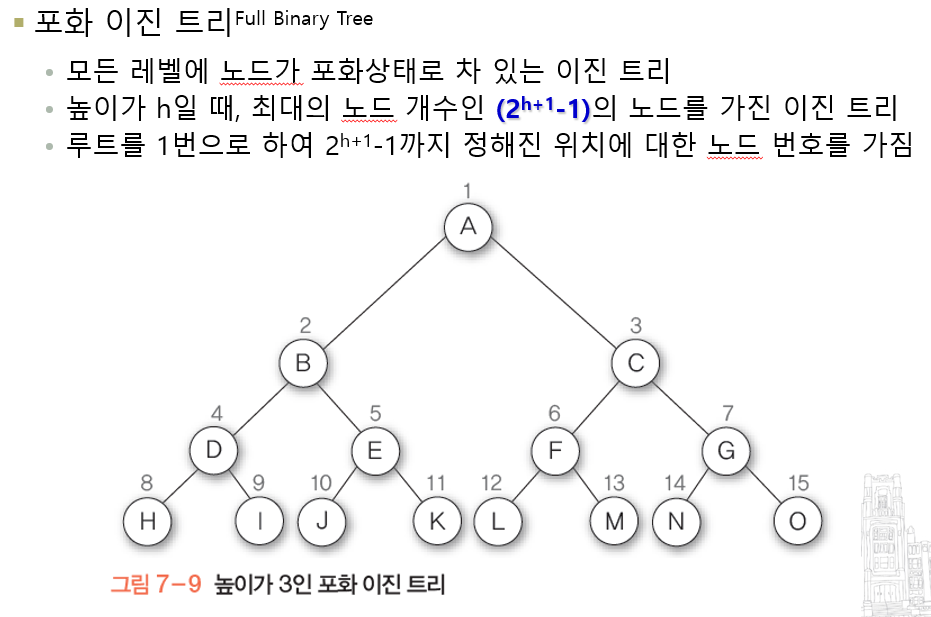 포화 이진 트리Full Binary Tree
모든 레벨에 노드가 포화상태로 차 있는 이진 트리
높이가 h일 때, 최대의 노드 개수인 (2^h+1-1)의 노드를 가진 이진 트리
루트를 1번으로 하여 2^h+1-1까지 정해진 위치에 대한 노드 번호를 가짐
1
A
2 3
B C
4 5 6 7
D E F G
8 9 10 11 12 13 14 15
H I J K L M N O
그림 7-9 높이가 3인 포화 이진 트리